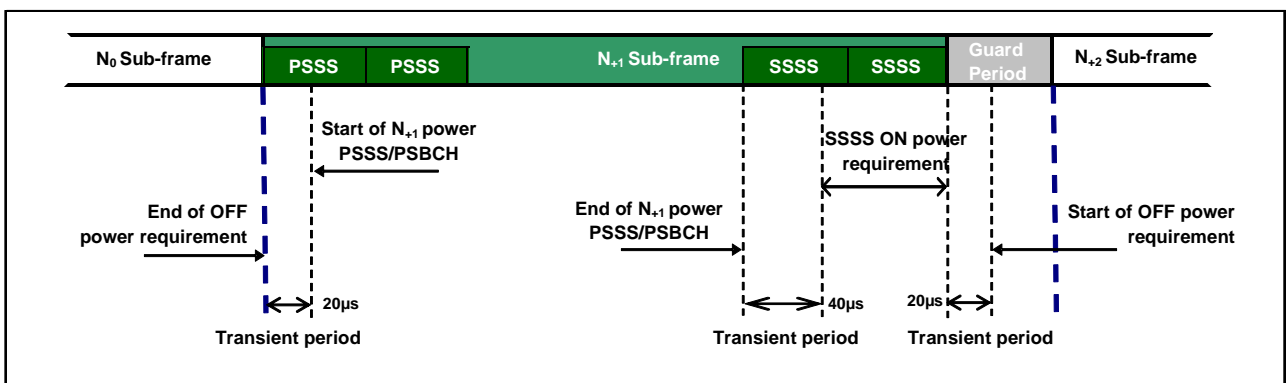 N₀ Sub-frame
PSSS
PSSS
N₊₁ Sub-frame
SSSS
SSSS
Guard
Period
N₊₂ Sub-frame
Start of N₊₁ power
PSSS/PSBCH
SSSS ON power
requirement
End of OFF
power requirement
End of N₊₁ power
PSSS/PSBCH
Start of OFF power
requirement
20µs
40µs
20µs
Transient period
Transient period
Transient period